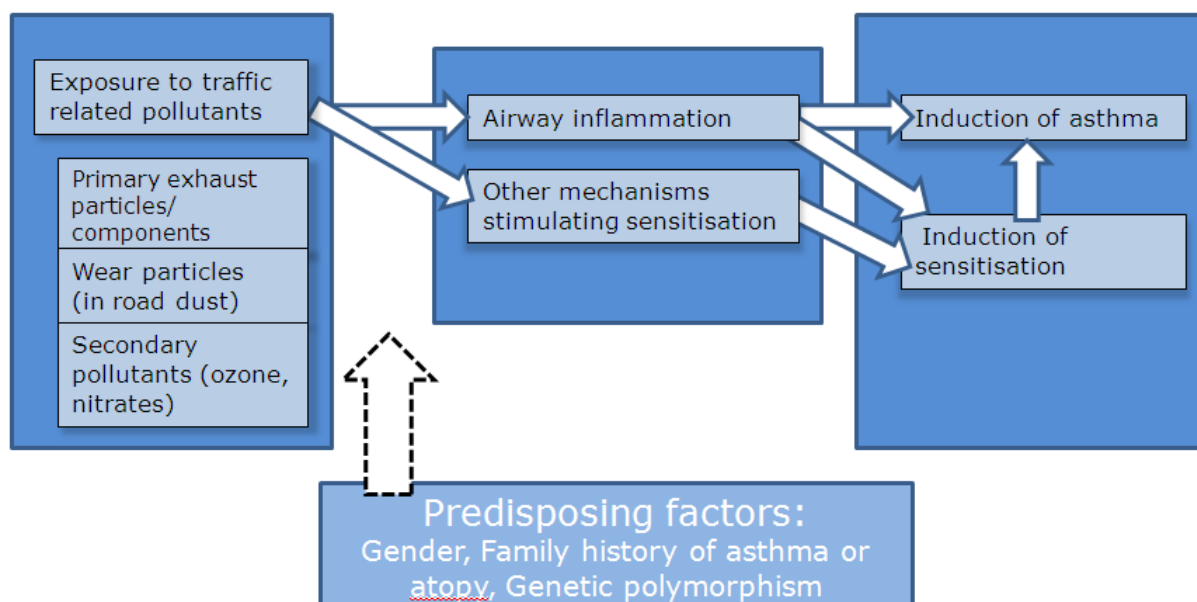 Exposure to traffic
related pollutants
Primary exhaust
particles/
components
Wear particles
(in road dust)
Secondary
pollutants (ozone,
nitrates)
Airway inflammation
Other mechanisms
stimulating sensitisation
Induction of asthma
Induction of
sensitisation
Predisposing factors:
Gender, Family history of asthma or
atopy, Genetic polymorphism